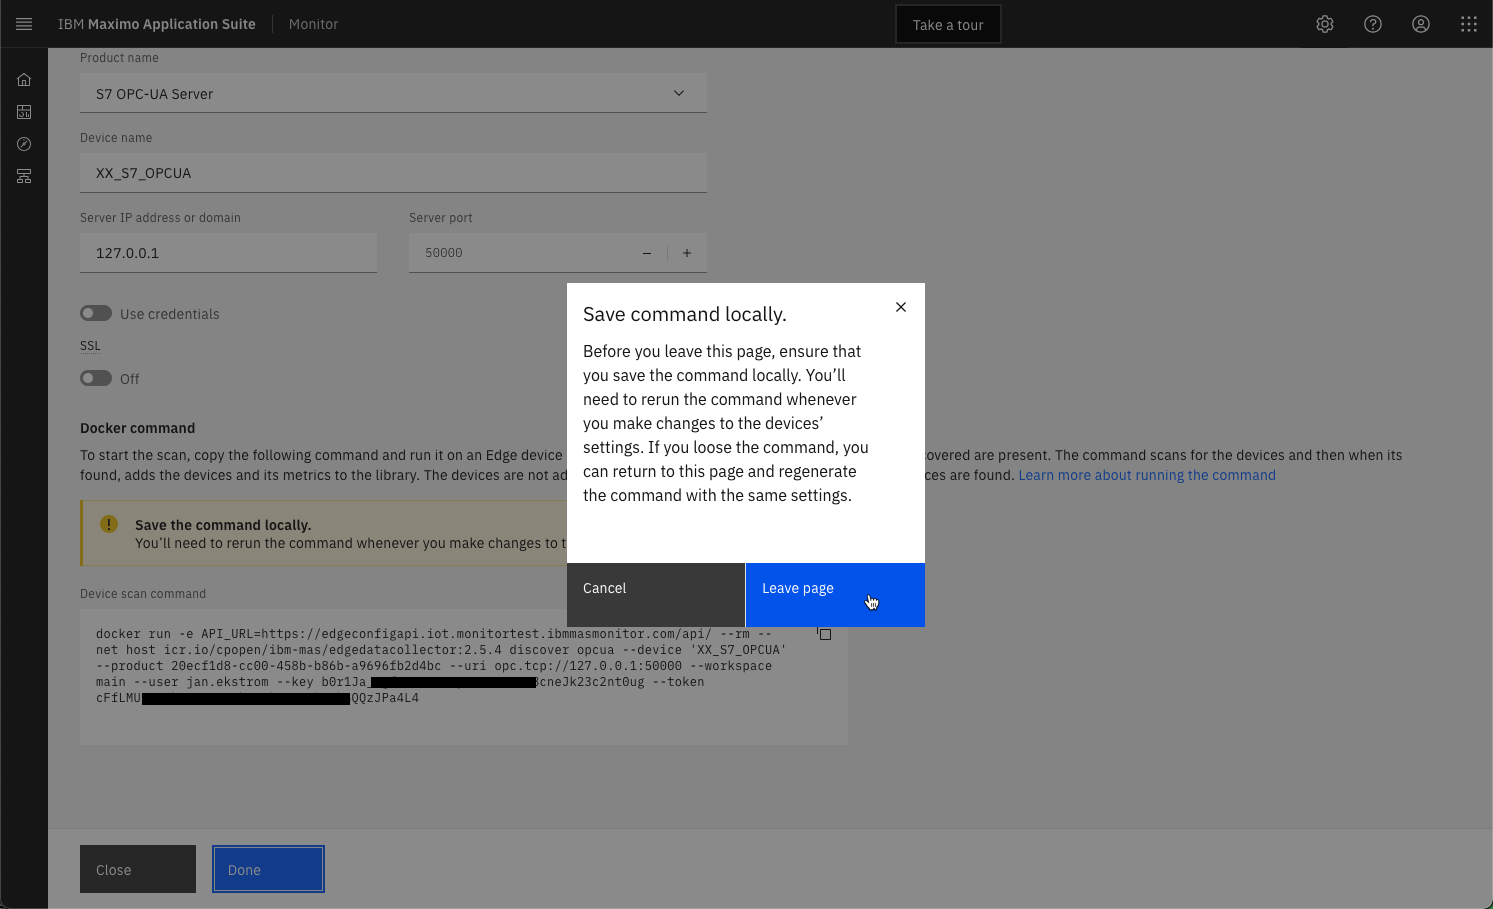 IBM Maximo Application Suite
Monitor
Take a tour
Product name
S7 OPC-UA Server
Device name
XX_S7_OPCUA
Server IP address or domain
Server port
127.0.0.1
50000
Use credentials
SSL
Off
Docker command
To start the scan, copy the following command and run it on an Edge device
covered are present. The command scans for the devices and then when its
found, adds the devices and its metrics to the library. The devices are not
are found. Learn more about running the command
Save the command locally.
You’ll need to rerun the command whenever you make changes to
Device scan command
docker run -e API_URL=https://edgeconfigapi.iot.monitortest.ibmmasmonitor.com/api/ --rm --
net host icr.io/cpopen/ibm-mas/edgedatacollector:2.5.4 discover opcua --device 'XX_S7_OPCUA'
--product 20ecf1d8-cc00-458b-b86b-a9696fb2d4bc --uri opc.tcp://127.0.0.1:50000 --workspace
main --user jan.ekstrom --key b0r1Ja_ cneJk23c2nt0ug --token
cFfLMU QQzJPa4L4
Save command locally.
Before you leave this page, ensure that
you save the command locally. You’ll
need to rerun the command whenever
you make changes to the devices’
settings. If you loose the command, you
can return to this page and regenerate
the command with the same settings.
Cancel
Leave page
Close
Done